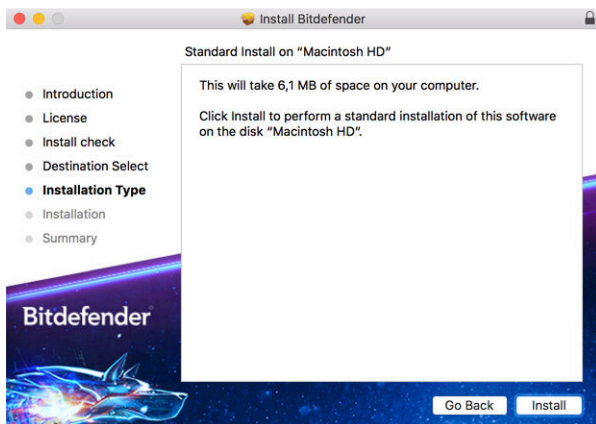 Install Bitdefender
Standard Install on “Macintosh HD”
Introduction
License
Install check
Destination Select
Installation Type
Installation
Summary
This will take 6,1 MB of space on your computer.
Click Install to perform a standard installation of this software
on the disk “Macintosh HD”.
Bitdefender
Go Back
Install